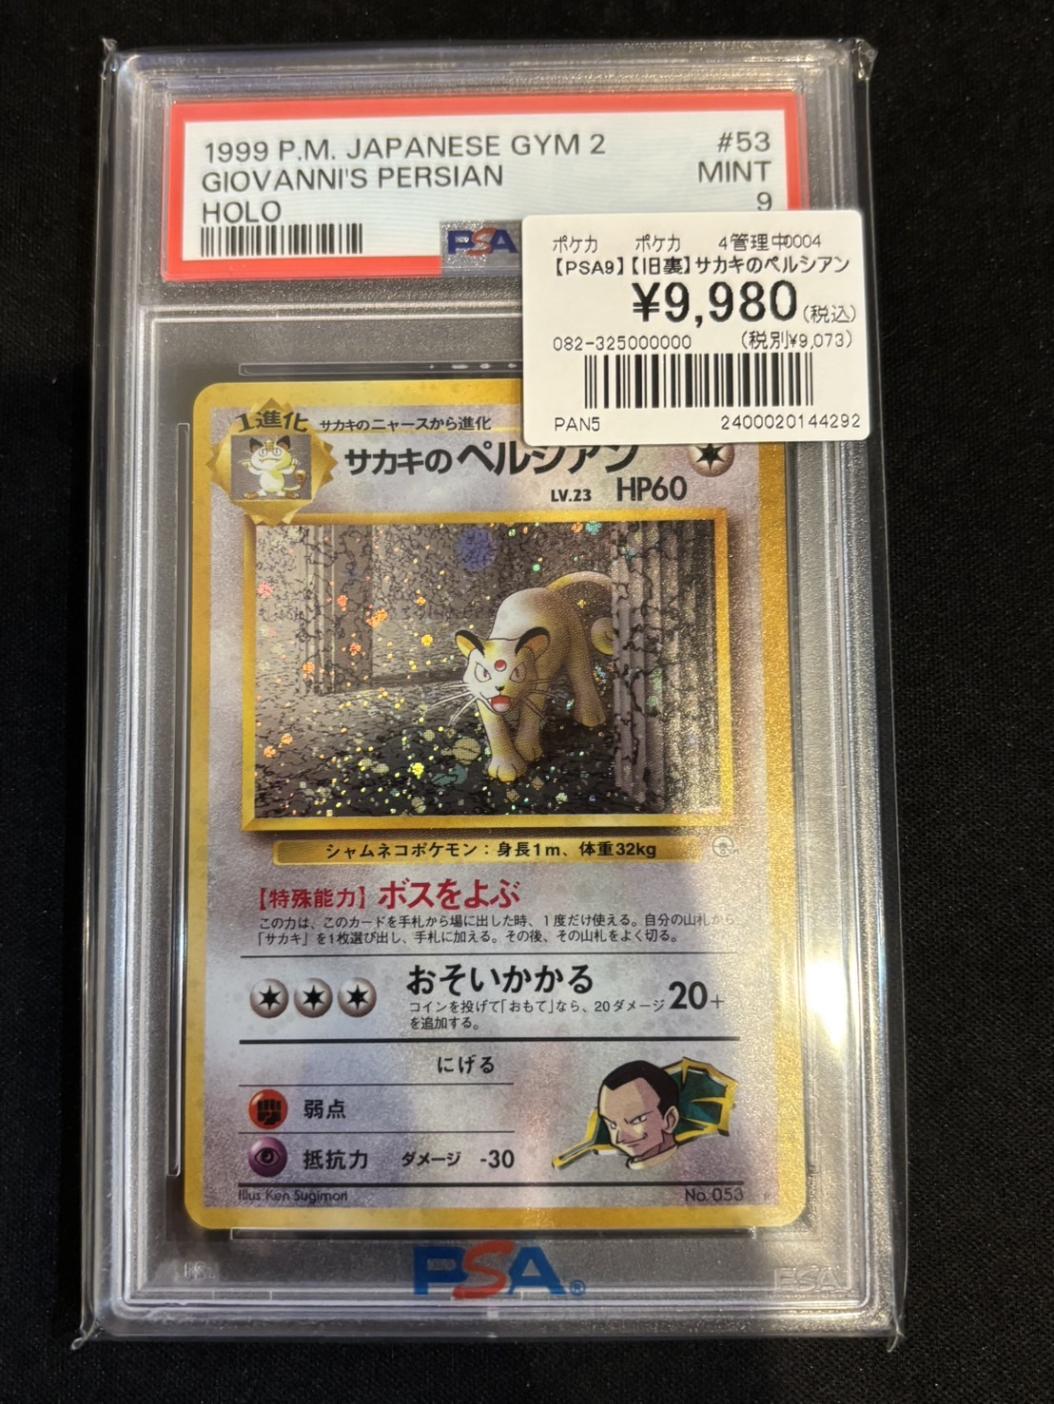 1999 P.M. JAPANESE GYM 2 #53
GIOVANNI'S PERSIAN MINT
HOLO 9
PSA
ポケカ ポケカ 4管理中0004
【PSA9】【旧裏】サカキのペルシアン
¥9,980(税込)
082-325000000 (税別¥9,073)
PAN5 2400020144292
1進化 サカキのニャースから進化
サカキのペルシアン
LV.23 HP60
シャムネコポケモン：身長1m、体重32kg
【特殊能力】ボスをよぶ
この力は、このカードを手札から場に出した時、1度だけ使える。自分の山札から
「サカキ」を1枚選び出し、手札に加える。その後、その山札をよく切る。
おそいかかる 20+
コインを投げて「おもて」なら、20ダメージ
を追加する。
にげる
弱点
抵抗力 ダメージ -30
Illus. Ken Sugimori No.053
PSA®
PSA